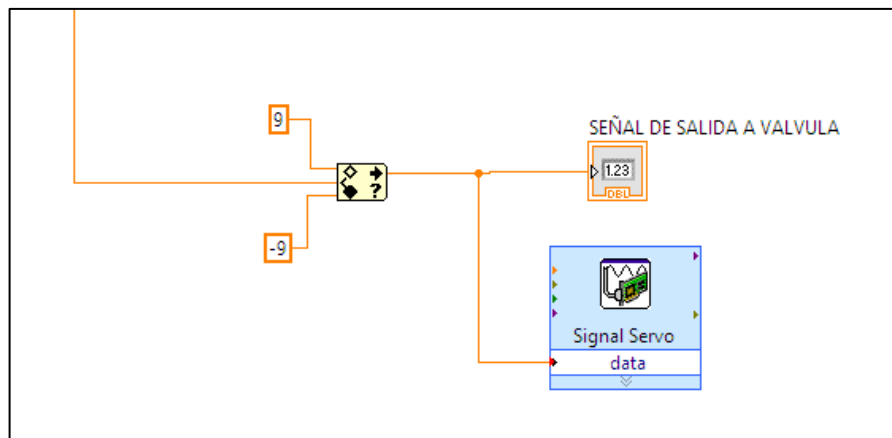 9
SEÑAL DE SALIDA A VALVULA
?
1.23
DBL
-9
Signal Servo
data